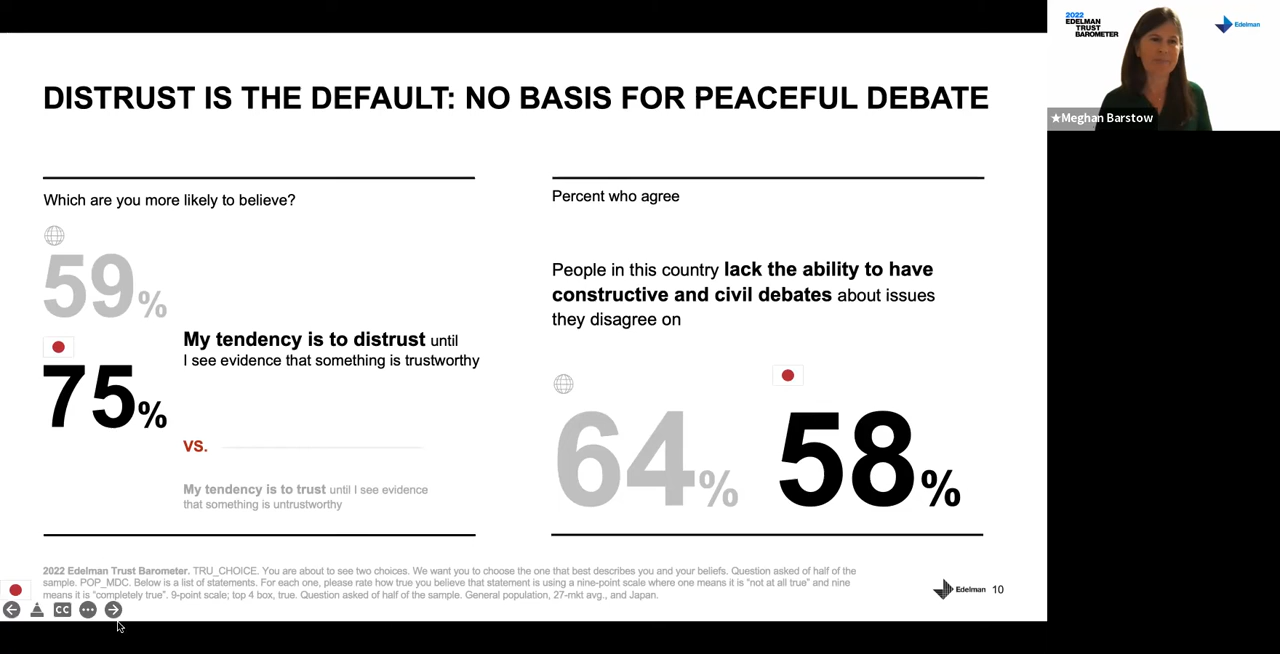 DISTRUST IS THE DEFAULT: NO BASIS FOR PEACEFUL DEBATE
Which are you more likely to believe?
59%
75%
My tendency is to distrust until
I see evidence that something is trustworthy
VS.
My tendency is to trust until I see evidence
that something is untrustworthy
Percent who agree
People in this country lack the ability to have
constructive and civil debates about issues
they disagree on
64%
58%
2022 Edelman Trust Barometer. TRU_CHOICE. You are about to see two choices. We want you to choose the one that best describes you and your beliefs. Question asked of half of the
sample. POP_MDC. Below is a list of statements. For each one, please rate how true you believe that statement is using a nine-point scale where one means it is “not at all true” and nine
means it is “completely true”. 9-point scale; top 4 box, true. Question asked of half of the sample. General population, 27-mkt avg., and Japan.
Edelman 10
CC
2022
EDELMAN
TRUST
BAROMETER
Edelman
Meghan Barstow